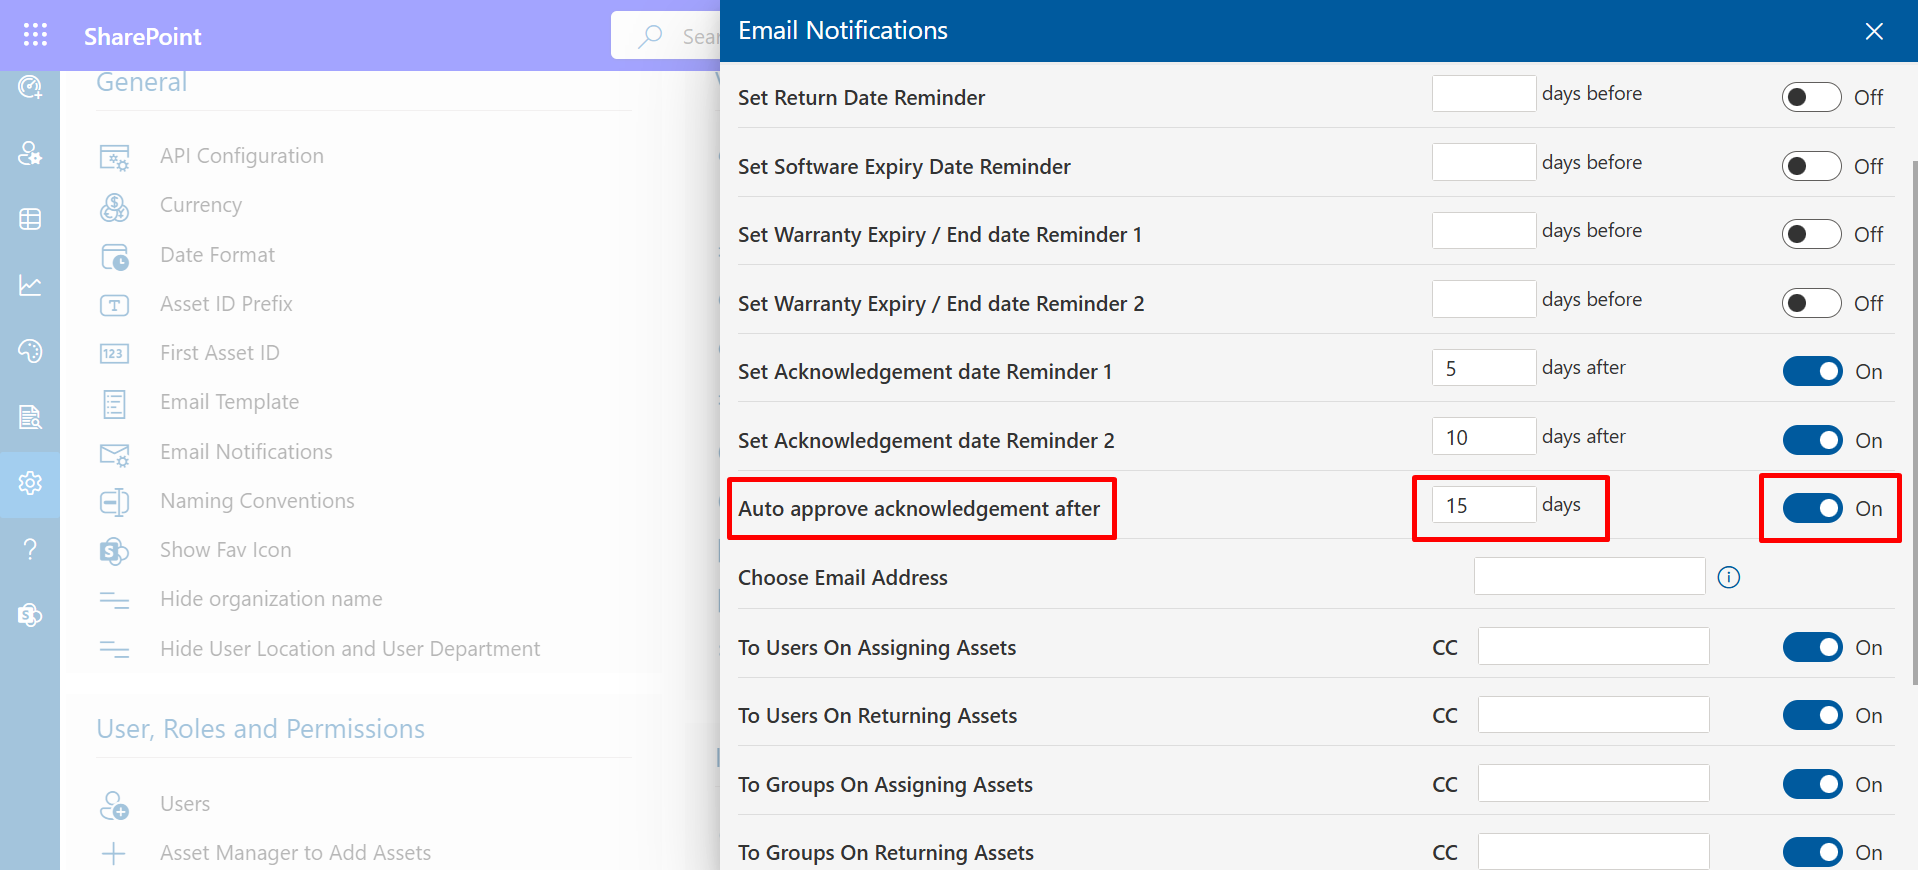 SharePoint
Sear
General
API Configuration
Currency
Date Format
Asset ID Prefix
First Asset ID
Email Template
Email Notifications
Naming Conventions
Show Fav Icon
Hide organization name
Hide User Location and User Department
User, Roles and Permissions
Users
Asset Manager to Add Assets
Email Notifications
Set Return Date Reminder days before Off
Set Software Expiry Date Reminder days before Off
Set Warranty Expiry / End date Reminder 1 days before Off
Set Warranty Expiry / End date Reminder 2 days before Off
Set Acknowledgement date Reminder 1 5 days after On
Set Acknowledgement date Reminder 2 10 days after On
Auto approve acknowledgement after 15 days On
Choose Email Address
To Users On Assigning Assets CC On
To Users On Returning Assets CC On
To Groups On Assigning Assets CC On
To Groups On Returning Assets CC On